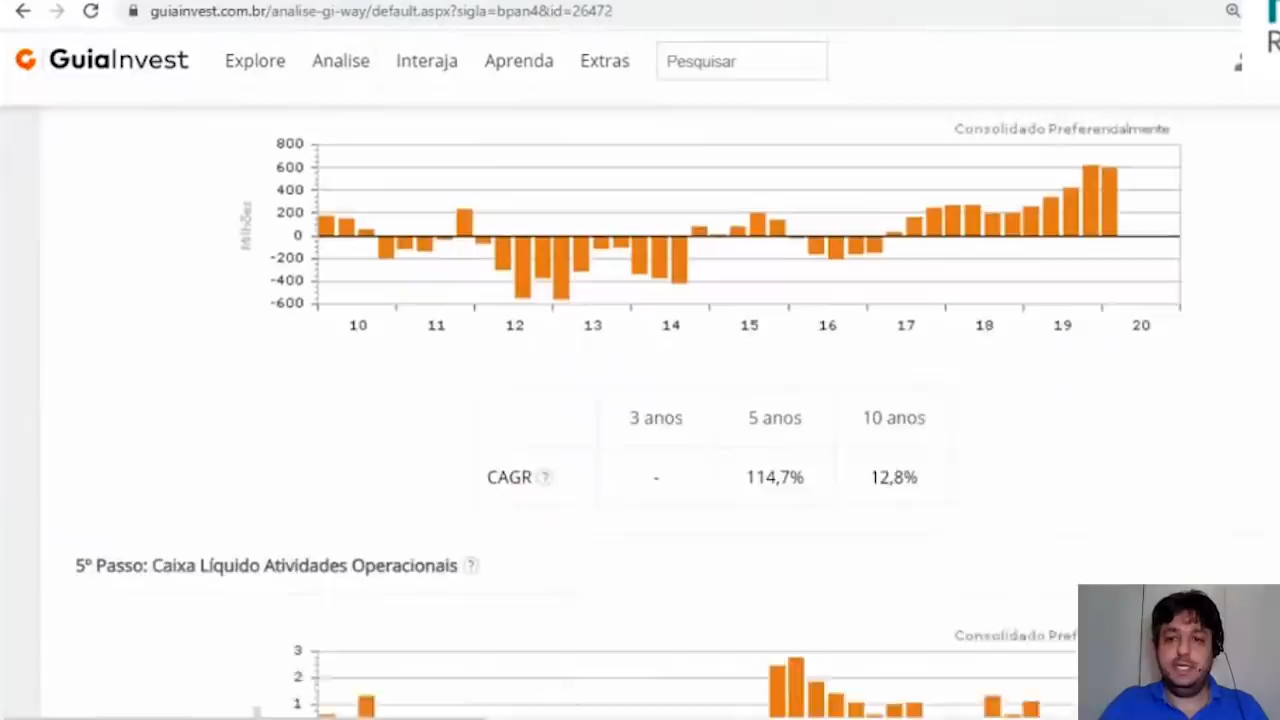 guiainvest.com.br/analise-gi-way/default.aspx?sigla=bpan4&id=26472
GuiaInvest Explore Analise Interaja Aprenda Extras Pesquisar
R
Consolidado Preferencialmente
800
600
400
200
0
-200
-400
-600
Milhões
10 11 12 13 14 15 16 17 18 19 20
3 anos 5 anos 10 anos
CAGR ? - 114,7% 12,8%
5º Passo: Caixa Líquido Atividades Operacionais ?
Consolidado Pref
3
2
1